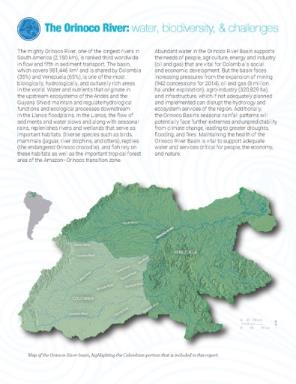 The Orinoco River: water, biodiversity, & challenges
The mighty Orinoco River, one of the longest rivers in
South America (2,150 km), is ranked third worldwide
in flow and fifth in sediment transport. The basin,
which covers 981,446 km² and is shared by Colombia
(35%) and Venezuela (65%), is one of the most
biologically, hydrologically, and culturally rich areas
in the world. Water and nutrients that originate in
the upstream ecosystems of the Andes and the
Guyana Shield maintain and regulate hydrological
functions and ecological processes downstream
in the Llanos floodplains. In the Llanos, the flow of
sediments and water slows and along with seasonal
rains, replenishes rivers and wetlands that serve as
important habitats. Diverse species such as birds,
mammals (jaguar, river dolphins, and otters), reptiles
(the endangered Orinoco crocodile), and fish rely on
these habitats as well as the important tropical forest
area of the Amazon-Orinoco transition zone.
Abundant water in the Orinoco River Basin supports
the needs of people, agriculture, energy and industry
(oil and gas) that are vital for Colombia's social
and economic development. But the basin faces
increasing pressures from the expansion of mining
(942 concessions for 2014), oil and gas (9 million
ha under exploration), agro-industry (320,829 ha)
and infrastructure, which if not adequately planned
and implemented can disrupt the hydrology and
ecosystem services of the region. Additionally,
the Orinoco Basin's seasonal rainfall patterns will
potentially face further extremes and unpredictability
from climate change, leading to greater droughts,
flooding, and fires. Maintaining the health of the
Orinoco River Basin is vital to support adequate
water and services critical for people, the economy,
and nature.
VENEZUELA
COLOMBIA
Map of the Orinoco River basin, highlighting the Colombian portion that is included in this report.